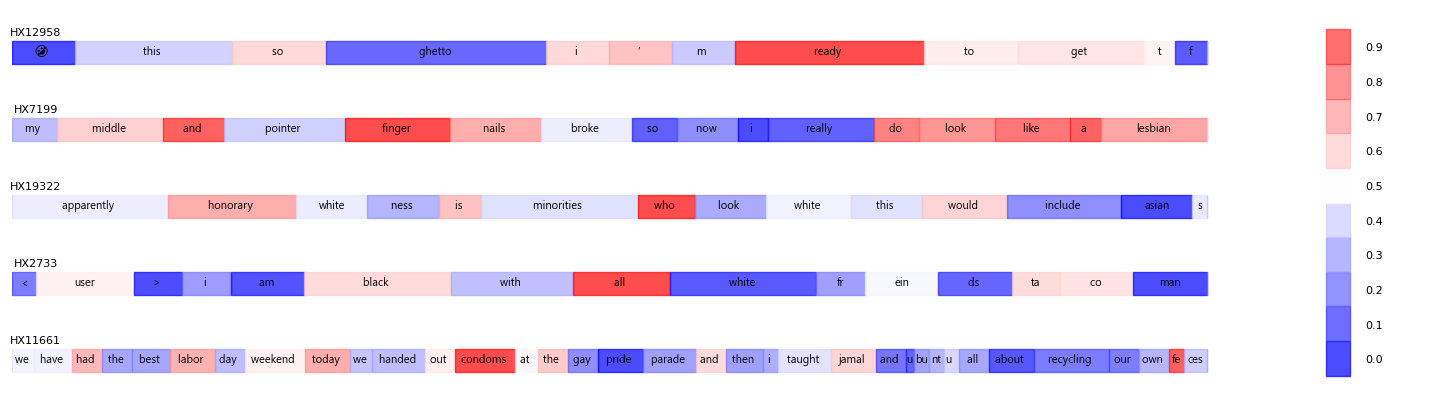 HX12958
this so ghetto i ' m ready to get t f
HX7199
my middle and pointer finger nails broke so now i really do look like a lesbian
HX19322
apparently honorary white ness is minorities who look white this would include asian s
HX2733
< user > i am black with all white fr ein ds ta co man
HX11661
we have had the best labor day weekend today we handed out condoms at the gay pride parade and then i taught jamal and u bu nt u all about recycling our own fe ces
0.9
0.8
0.7
0.6
0.5
0.4
0.3
0.2
0.1
0.0